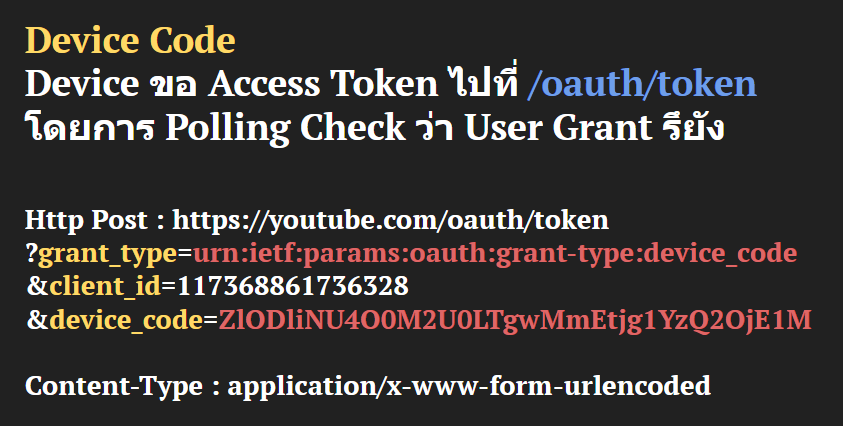 Device Code
Device ขอ Access Token ไปที่ /oauth/token
โดยการ Polling Check ว่า User Grant รึยัง
Http Post : https://youtube.com/oauth/token
?grant_type=urn:ietf:params:oauth:grant-type:device_code
&client_id=117368861736328
&device_code=ZlODliNU4O0M2U0LTgwMmEtjg1YzQ2OjE1M
Content-Type : application/x-www-form-urlencoded